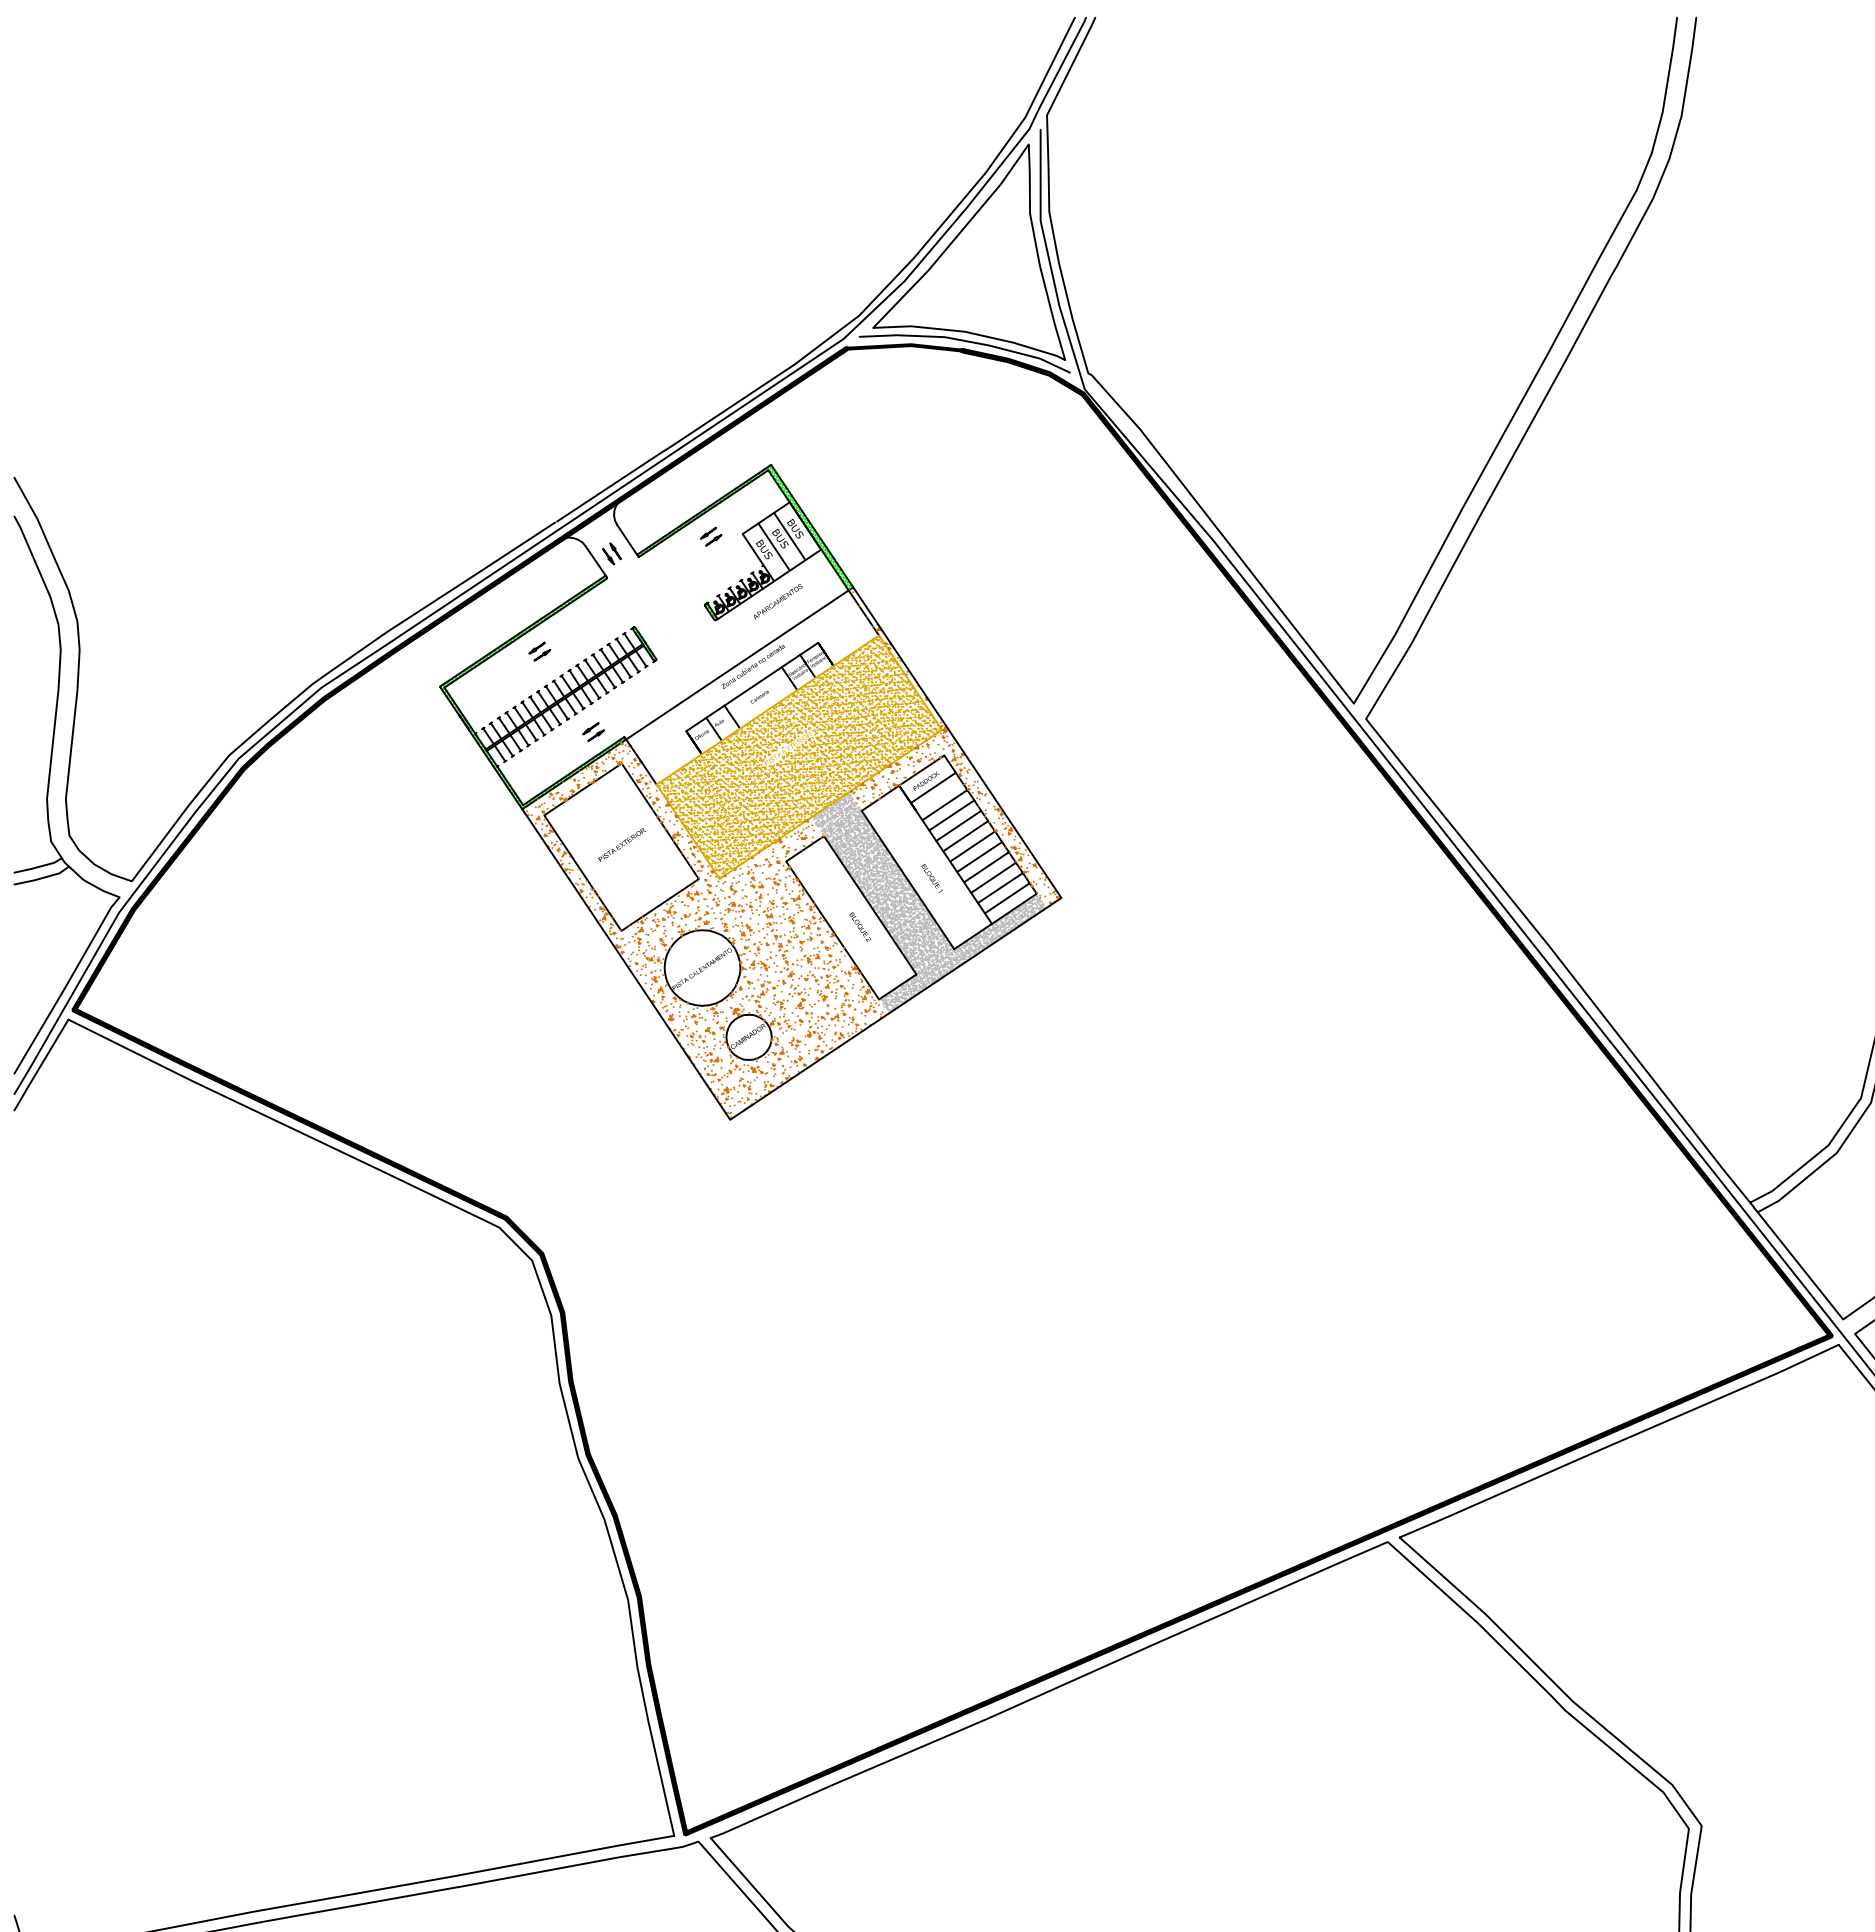 BUS
BUS
BUS
APARCAMIENTOS
Zona cubierta no cerrada
Oficina
Aula
Cafetería
PISTA EXTERIOR
PADDOCK
BLOQUE 1
BLOQUE 2
PISTA CALENTAMIENTO
CAMINADOR